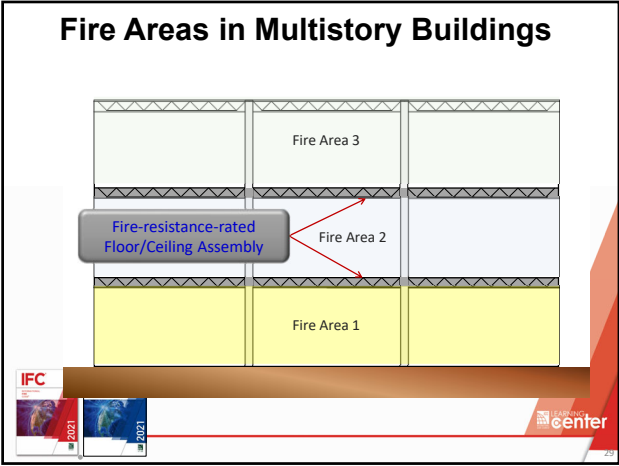 Fire Areas in Multistory Buildings
Fire Area 3
Fire-resistance-rated
Floor/Ceiling Assembly
Fire Area 2
Fire Area 1
IFC
2021
2021
LEARNING
center
29